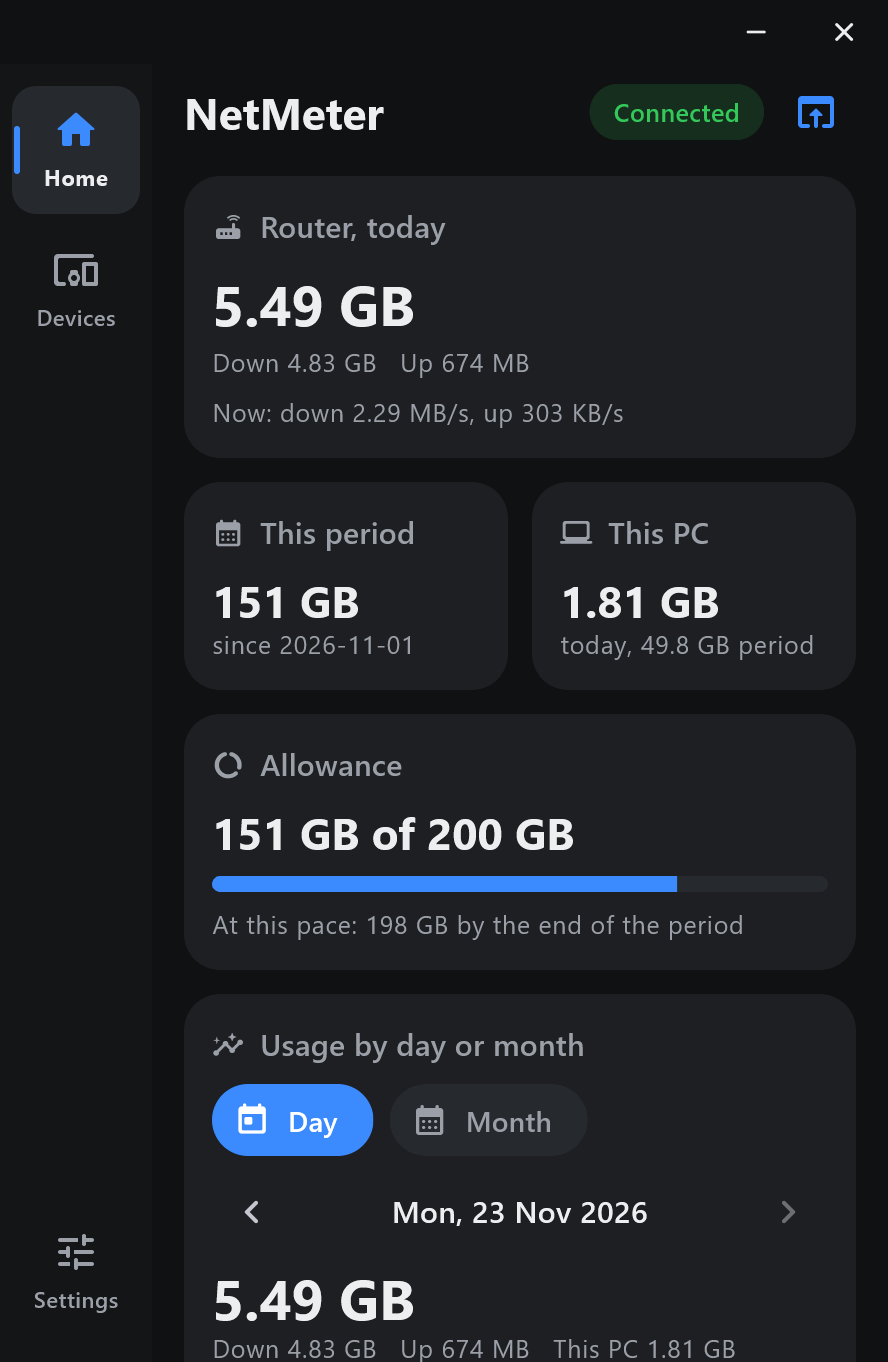 NetMeter
Connected
Home
Devices
Settings
Router, today
5.49 GB
Down 4.83 GB Up 674 MB
Now: down 2.29 MB/s, up 303 KB/s
This period
151 GB
since 2026-11-01
This PC
1.81 GB
today, 49.8 GB period
Allowance
151 GB of 200 GB
At this pace: 198 GB by the end of the period
Usage by day or month
Day
Month
Mon, 23 Nov 2026
5.49 GB
Down 4.83 GB Up 674 MB This PC 1.81 GB